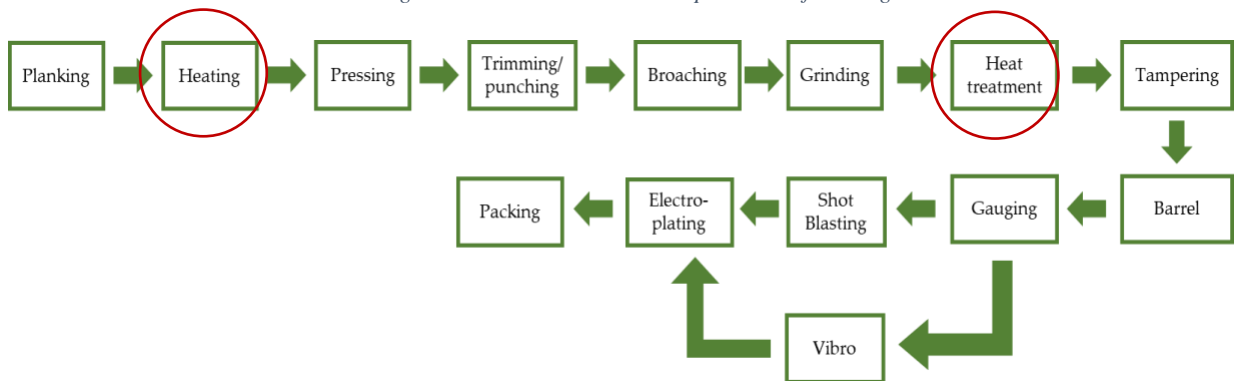 Planking
Heating
Pressing
Trimming/
punching
Broaching
Grinding
Heat
treatment
Tampering
Barrel
Gauging
Shot
Blasting
Electro-
plating
Packing
Vibro